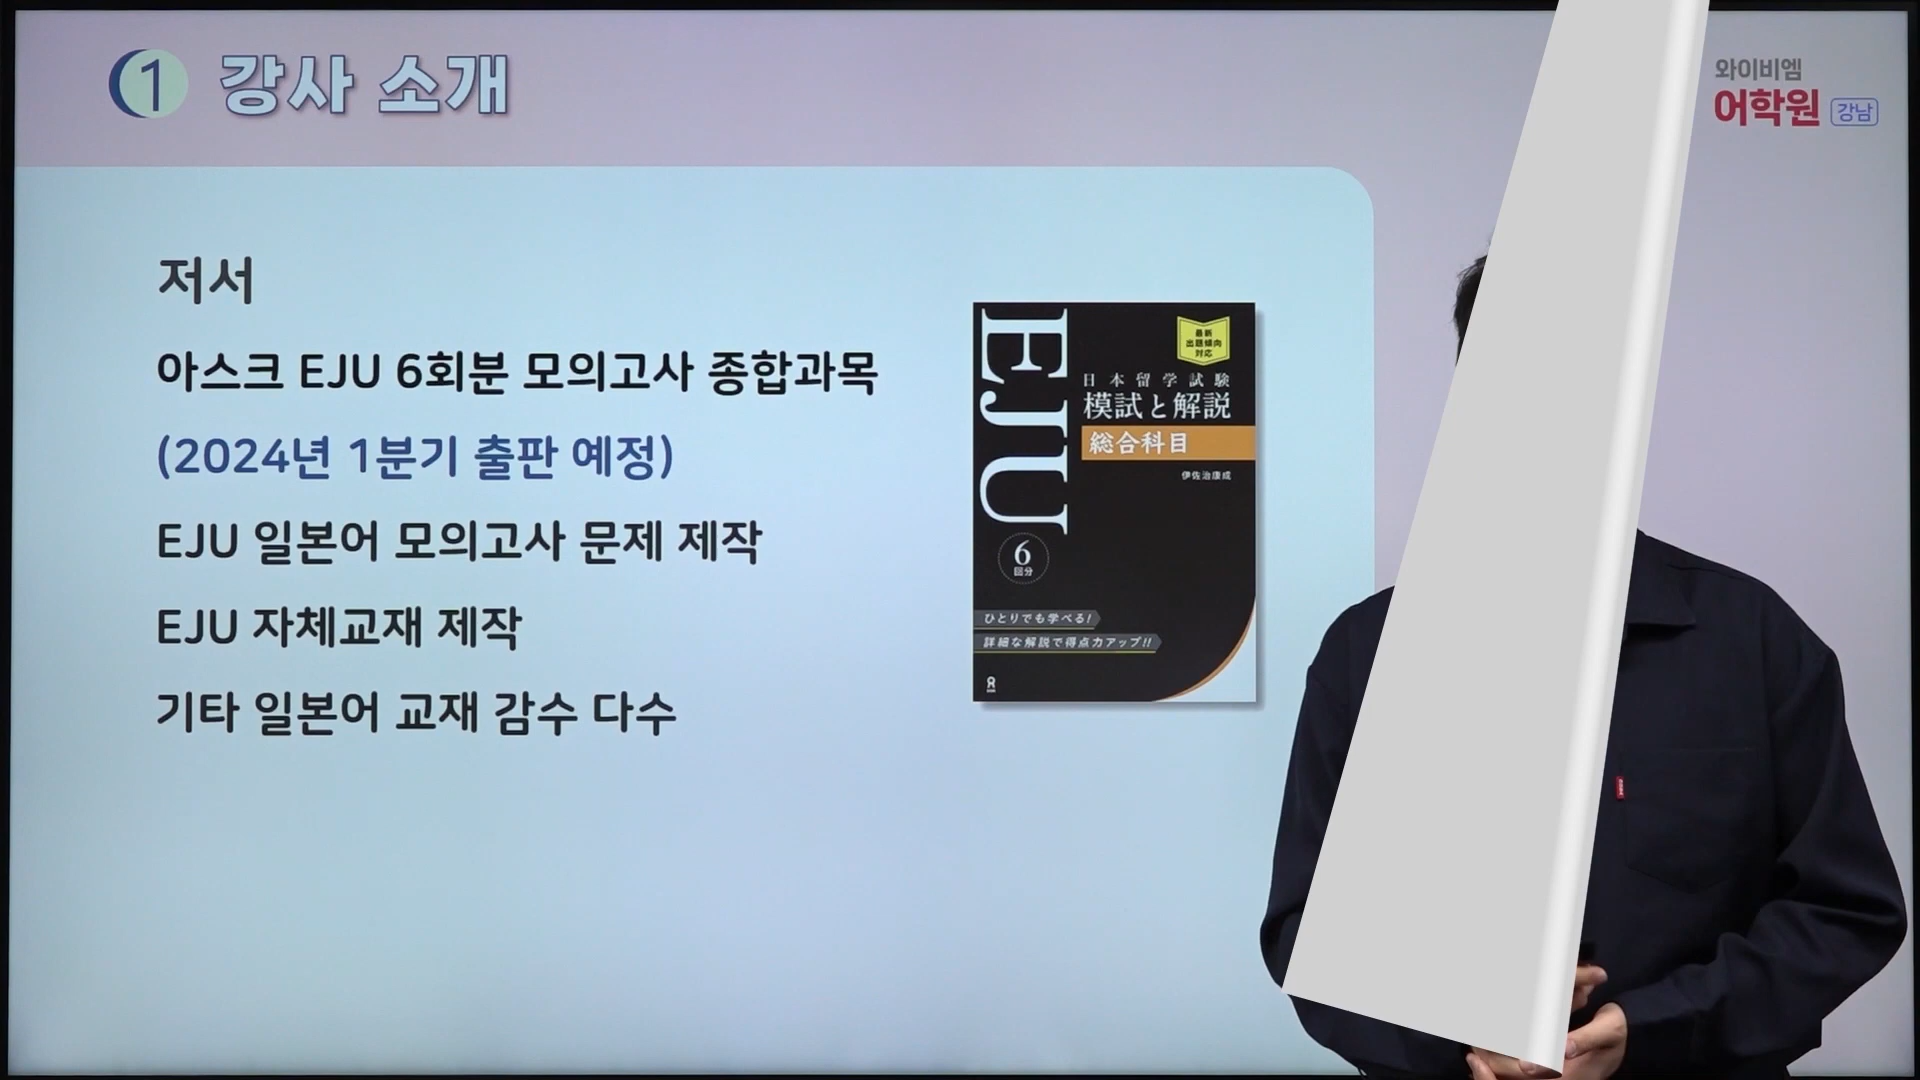 1 강사 소개
와이비엠
어학원 강남
저서
아스크 EJU 6회분 모의고사 종합과목
(2024년 1분기 출판 예정)
EJU 일본어 모의고사 문제 제작
EJU 자체교재 제작
기타 일본어 교재 감수 다수
EJU
最新
出題傾向
対応
日本留学試験
模試と解説
総合科目
伊佐治康成
6
回分
ひとりでも学べる!
詳細な解説で得点力アップ!!